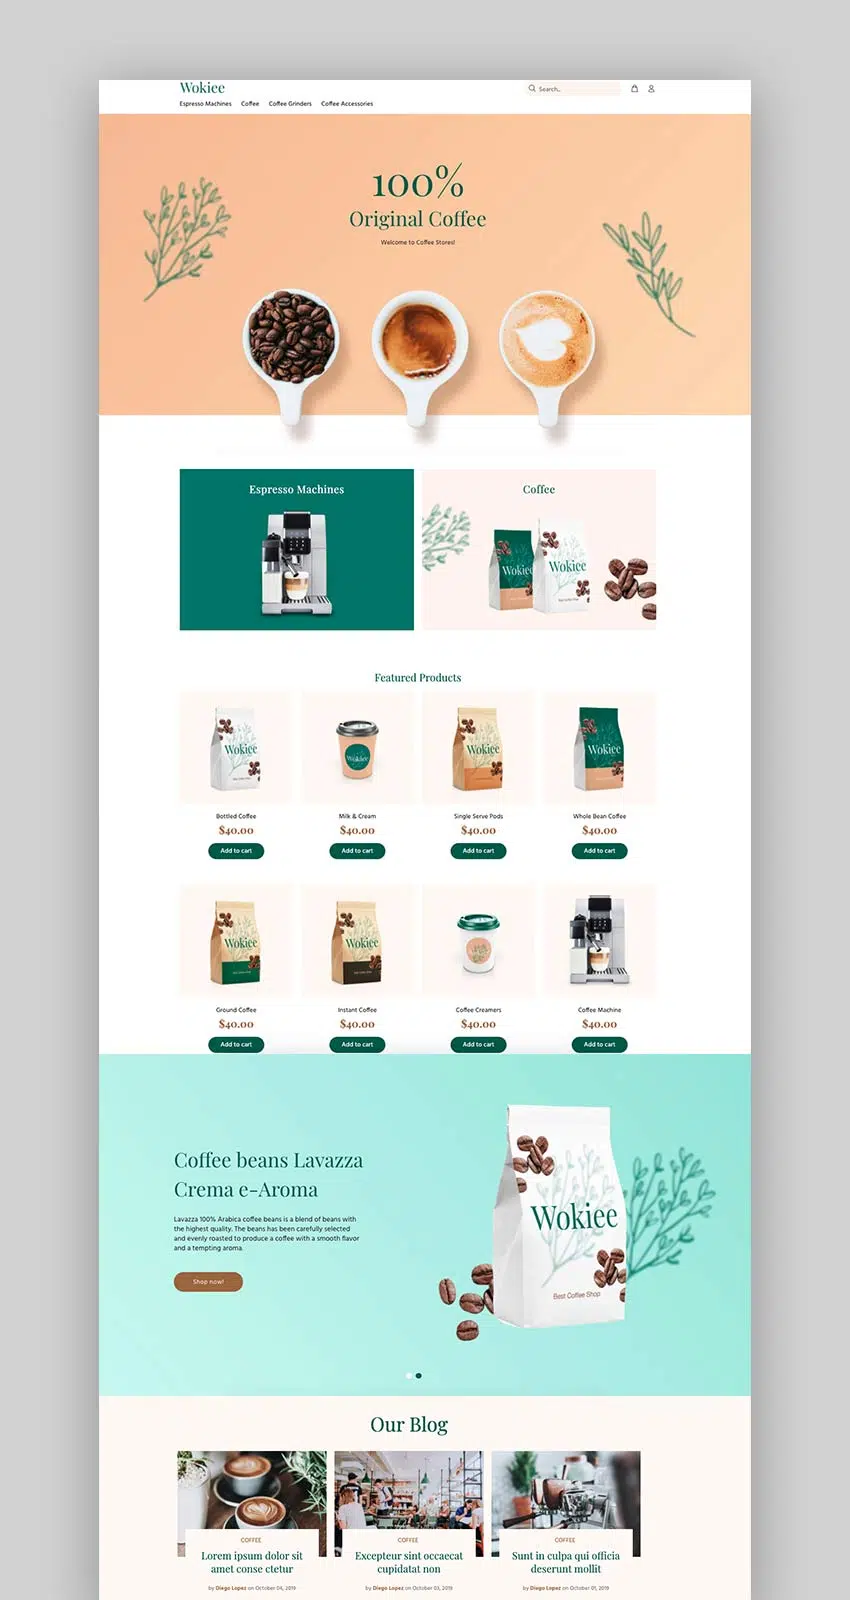 Wokiee
Search..
Espresso Machines Coffee Coffee Grinders Coffee Accessories
100%
Original Coffee
Welcome to Coffee Stores!
Espresso Machines
Coffee
Wokiee
Wokiee
Featured Products
Wokiee
Wokiee
Wokiee
Wokiee
Bottled Coffee
Milk & Cream
Single Serve Pods
Whole Bean Coffee
$40.00
$40.00
$40.00
$40.00
Add to cart
Add to cart
Add to cart
Add to cart
Wokiee
Wokiee
Ground Coffee
Instant Coffee
Coffee Creamers
Coffee Machine
$40.00
$40.00
$40.00
$40.00
Add to cart
Add to cart
Add to cart
Add to cart
Coffee beans Lavazza
Crema e-Aroma
Lavazza 100% Arabica coffee beans is a blend of beans with
the highest quality. The beans has been carefully selected
and evenly roasted to produce a coffee with a smooth flavor
and a tempting aroma.
Shop now!
Wokiee
Best Coffee Shop
Our Blog
COFFEE
Lorem ipsum dolor sit
amet conse ctetur
by Diego Lopez on October 04, 2019
COFFEE
Excepteur sint occaecat
cupidatat non
by Diego Lopez on October 03, 2019
COFFEE
Sunt in culpa qui officia
deserunt mollit
by Diego Lopez on October 01, 2019